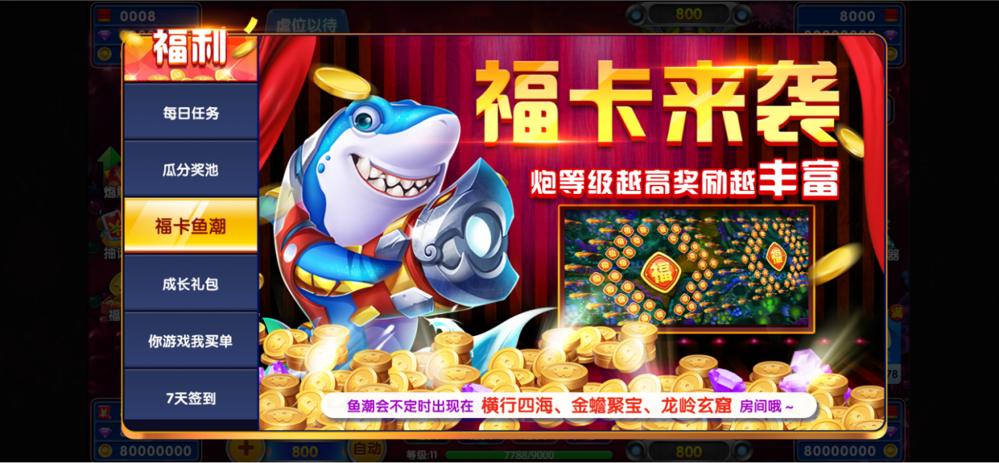 0008
虚位以待
800
8000
福利
每日任务
瓜分奖池
福卡鱼潮
成长礼包
你游戏我买单
7天签到
福卡来袭
炮等级越高奖励越丰富
福
福
鱼潮会不定时出现在 横行四海、金蟾聚宝、龙岭玄窟 房间哦~
满
80000000
800
自动
等级:11
7788/9000
800
80000000